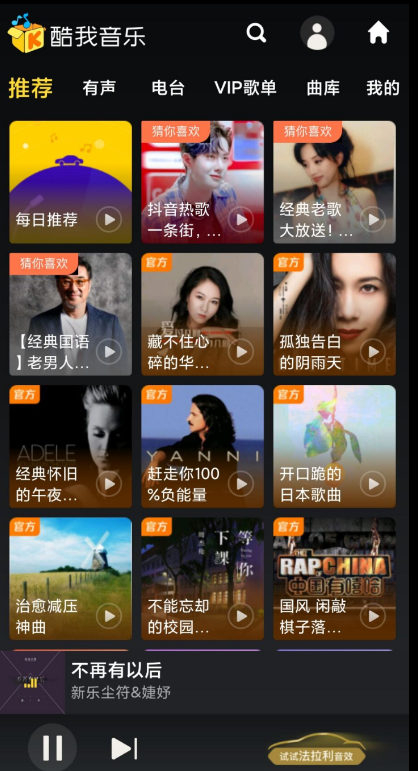 酷我音乐
推荐 有声 电台 VIP歌单 曲库 我的
每日推荐
猜你喜欢
抖音热歌
一条街，...
猜你喜欢
经典老歌
大放送！...
猜你喜欢
【经典国语
】老男人...
官方
藏不住心
碎的华...
官方
孤独告白
的阴雨天
官方
ADELE
经典怀旧
的午夜...
官方
YANNI
赶走你100
%负能量
官方
开口跪的
日本歌曲
官方
治愈减压
神曲
官方
等你
下課
不能忘却
的校园...
官方
THE
RAP CHINA
中国有嘻哈
国风 闲敲
棋子落...
不再有以后
新乐尘符&婕妤
试试法拉利音效